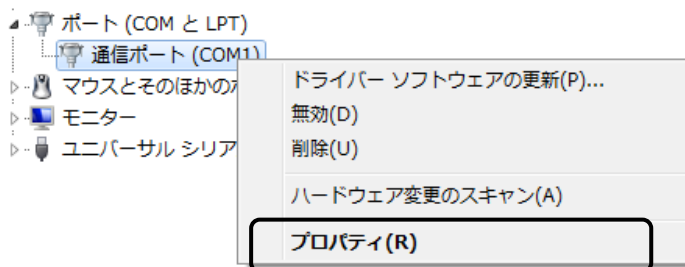 ポート (COM と LPT)
通信ポート (COM1)
マウスとそのほかの
モニター
ユニバーサル シリア
ドライバー ソフトウェアの更新(P)...
無効(D)
削除(U)
ハードウェア変更のスキャン(A)
プロパティ(R)